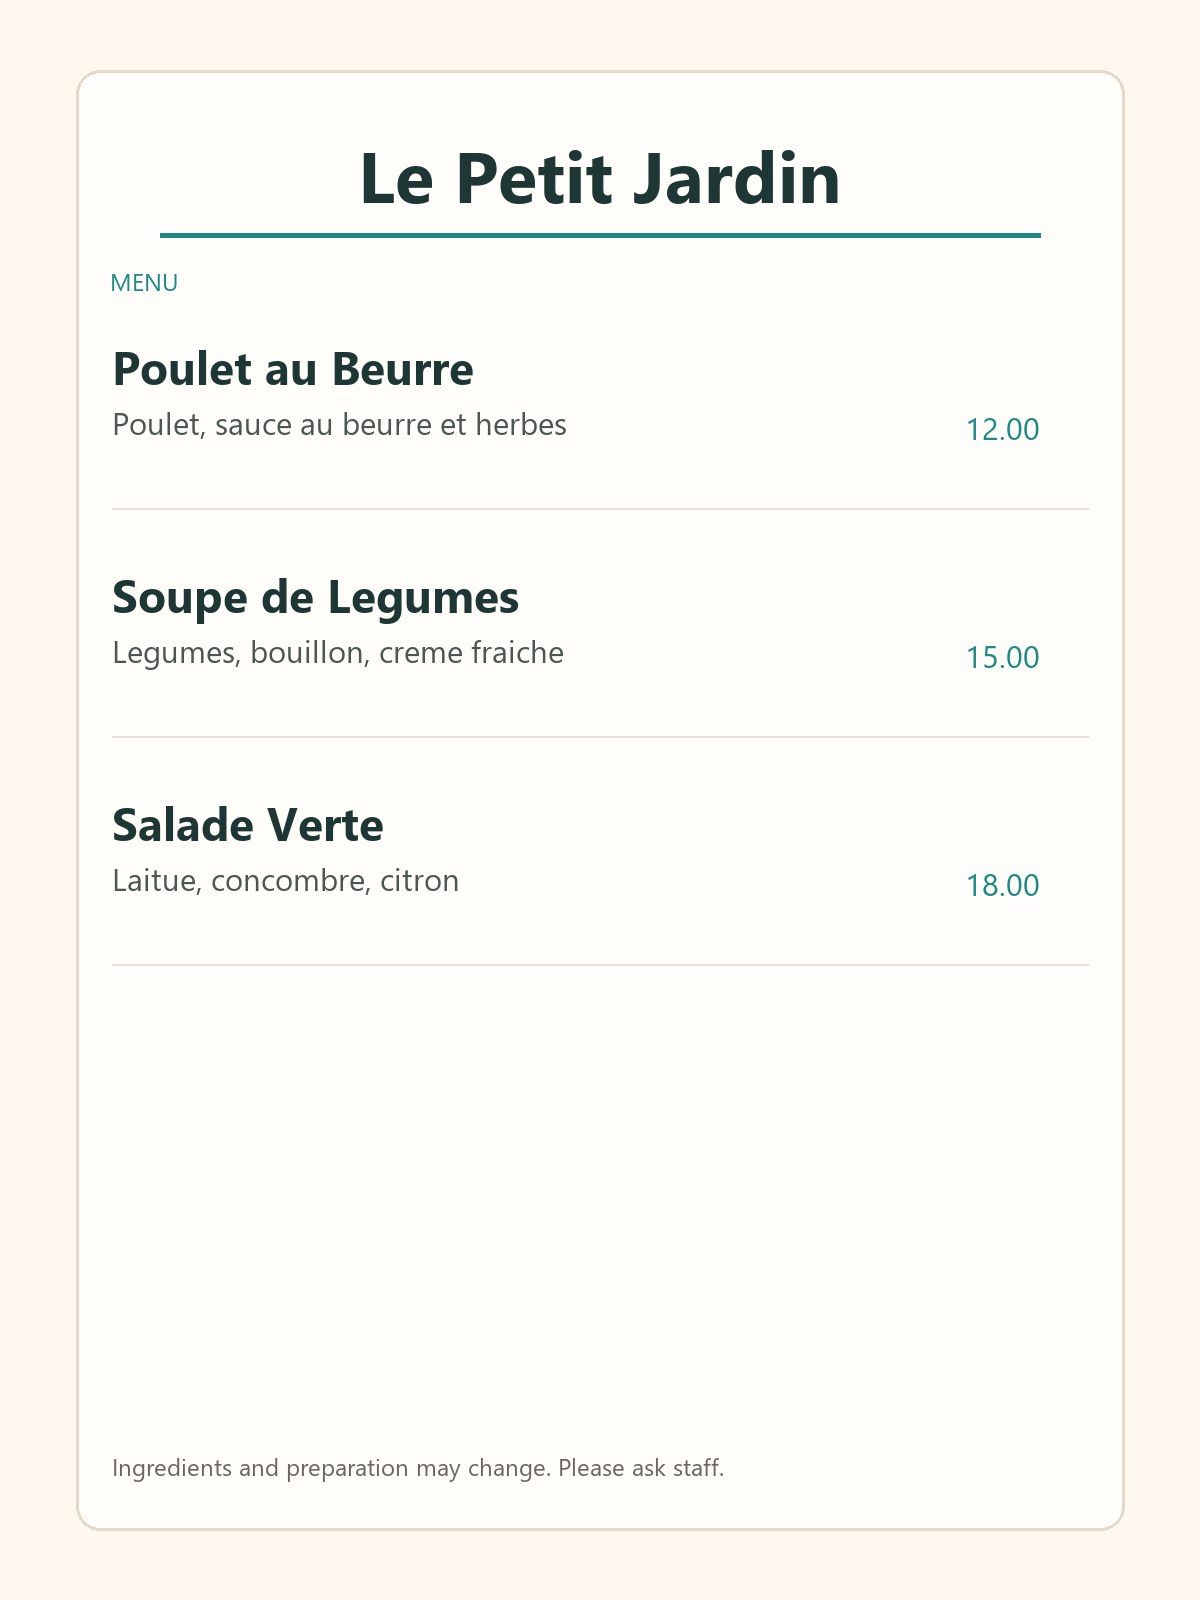 Le Petit Jardin
MENU
Poulet au Beurre
Poulet, sauce au beurre et herbes
12.00
Soupe de Legumes
Legumes, bouillon, creme fraiche
15.00
Salade Verte
Laitue, concombre, citron
18.00
Ingredients and preparation may change. Please ask staff.